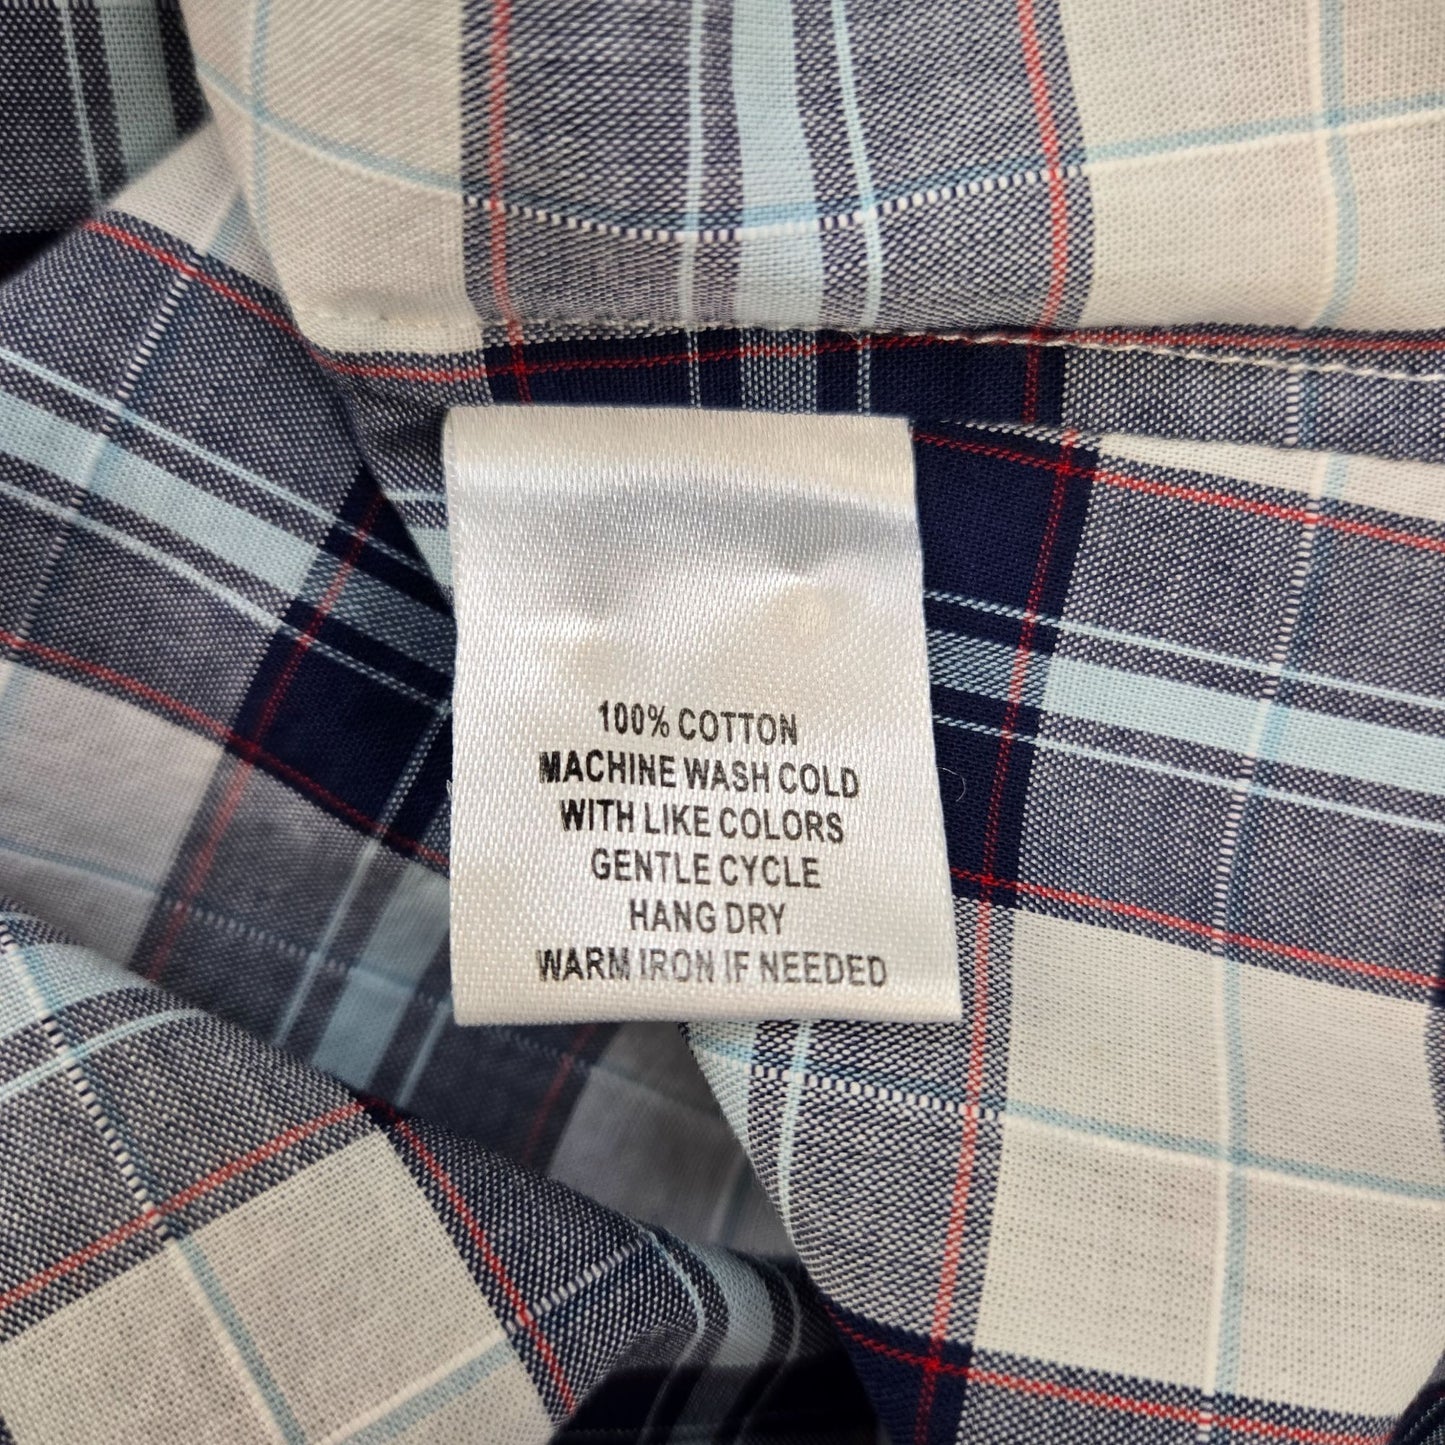 100% COTTON
MACHINE WASH COLD
WITH LIKE COLORS
GENTLE CYCLE
HANG DRY
WARM IRON IF NEEDED